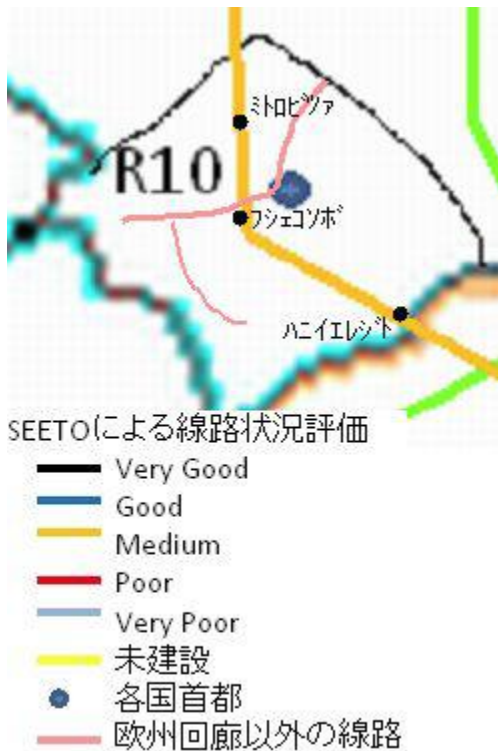 ﾐﾄﾛﾋﾞﾂｧ
R10
ﾌｼｪｺｿﾎﾞ
ﾊﾆｲｴﾚｼﾞﾄ
SEETOによる線路状況評価
Very Good
Good
Medium
Poor
Very Poor
未建設
各国首都
欧州回廊以外の線路